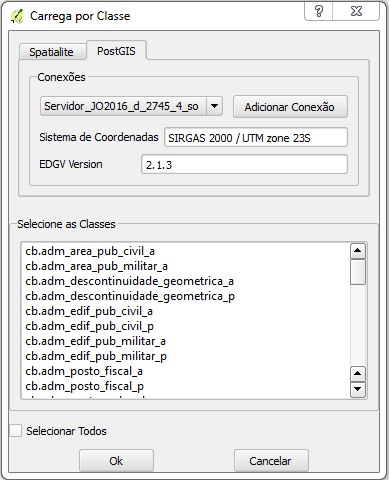 Carrega por Classe
Spatialite PostGIS
Conexões
Servidor_JO2016_d_2745_4_so Adicionar Conexão
Sistema de Coordenadas SIRGAS 2000 / UTM zone 23S
EDGV Version 2.1.3
Selecione as Classes
cb.adm_area_pub_civil_a
cb.adm_area_pub_militar_a
cb.adm_descontinuidade_geometrica_a
cb.adm_descontinuidade_geometrica_p
cb.adm_edif_pub_civil_a
cb.adm_edif_pub_civil_p
cb.adm_edif_pub_militar_a
cb.adm_edif_pub_militar_p
cb.adm_posto_fiscal_a
cb.adm_posto_fiscal_p
Selecionar Todos
Ok Cancelar